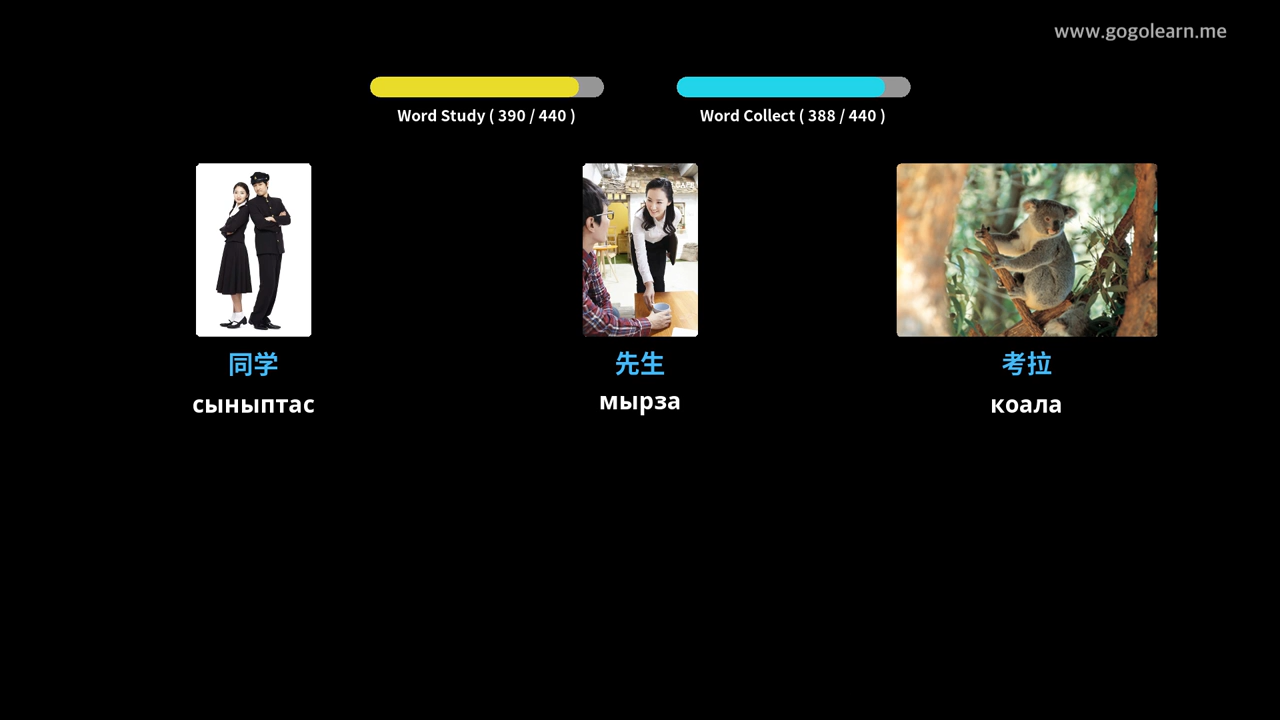 www.gogolearn.me
Word Study ( 390 / 440 )
Word Collect ( 388 / 440 )
同学
先生
考拉
сыныптас
мырза
коала